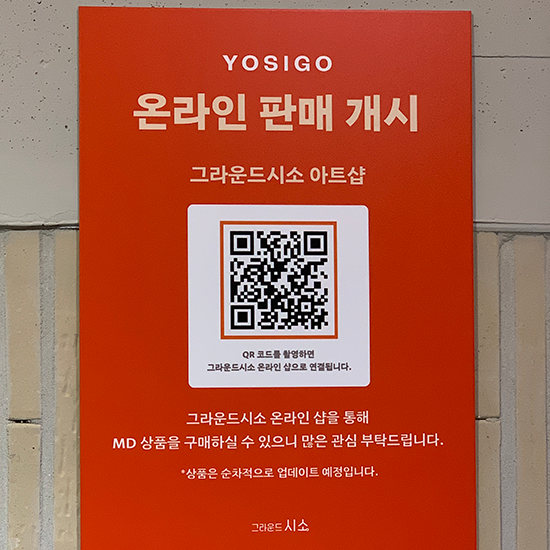 YOSIGO
온라인 판매 개시
그라운드시소 아트샵
QR 코드를 촬영하면
그라운드시소 온라인 샵으로 연결됩니다.
그라운드시소 온라인 샵을 통해
MD 상품을 구매하실 수 있으니 많은 관심 부탁드립니다.
*상품은 순차적으로 업데이트 예정입니다.
그라운드 시소